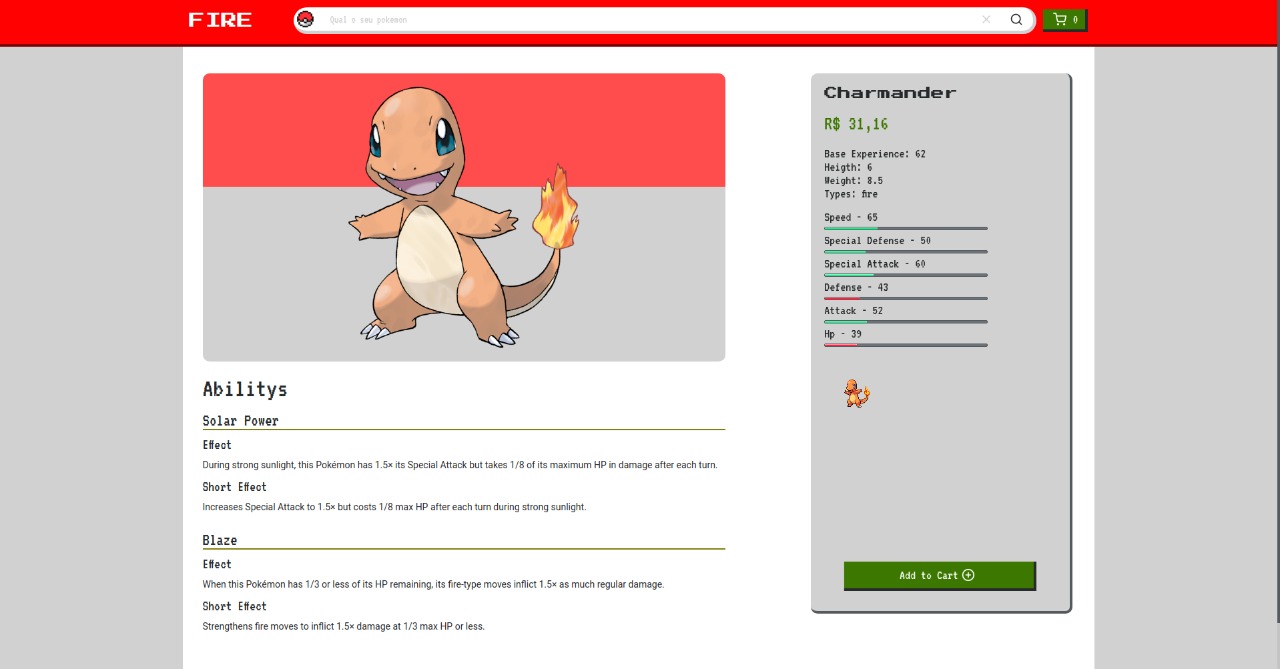 FIRE
Qual o seu pokemon
0
Charmander
R$ 31,16
Base Experience: 62
Heigth: 6
Weight: 8.5
Types: fire
Speed - 65
Special Defense - 50
Special Attack - 60
Defense - 43
Attack - 52
Hp - 39
Add to Cart
Abilitys
Solar Power
Effect
During strong sunlight, this Pokémon has 1.5× its Special Attack but takes 1/8 of its maximum HP in damage after each turn.
Short Effect
Increases Special Attack to 1.5× but costs 1/8 max HP after each turn during strong sunlight.
Blaze
Effect
When this Pokémon has 1/3 or less of its HP remaining, its fire-type moves inflict 1.5× as much regular damage.
Short Effect
Strengthens fire moves to inflict 1.5× damage at 1/3 max HP or less.